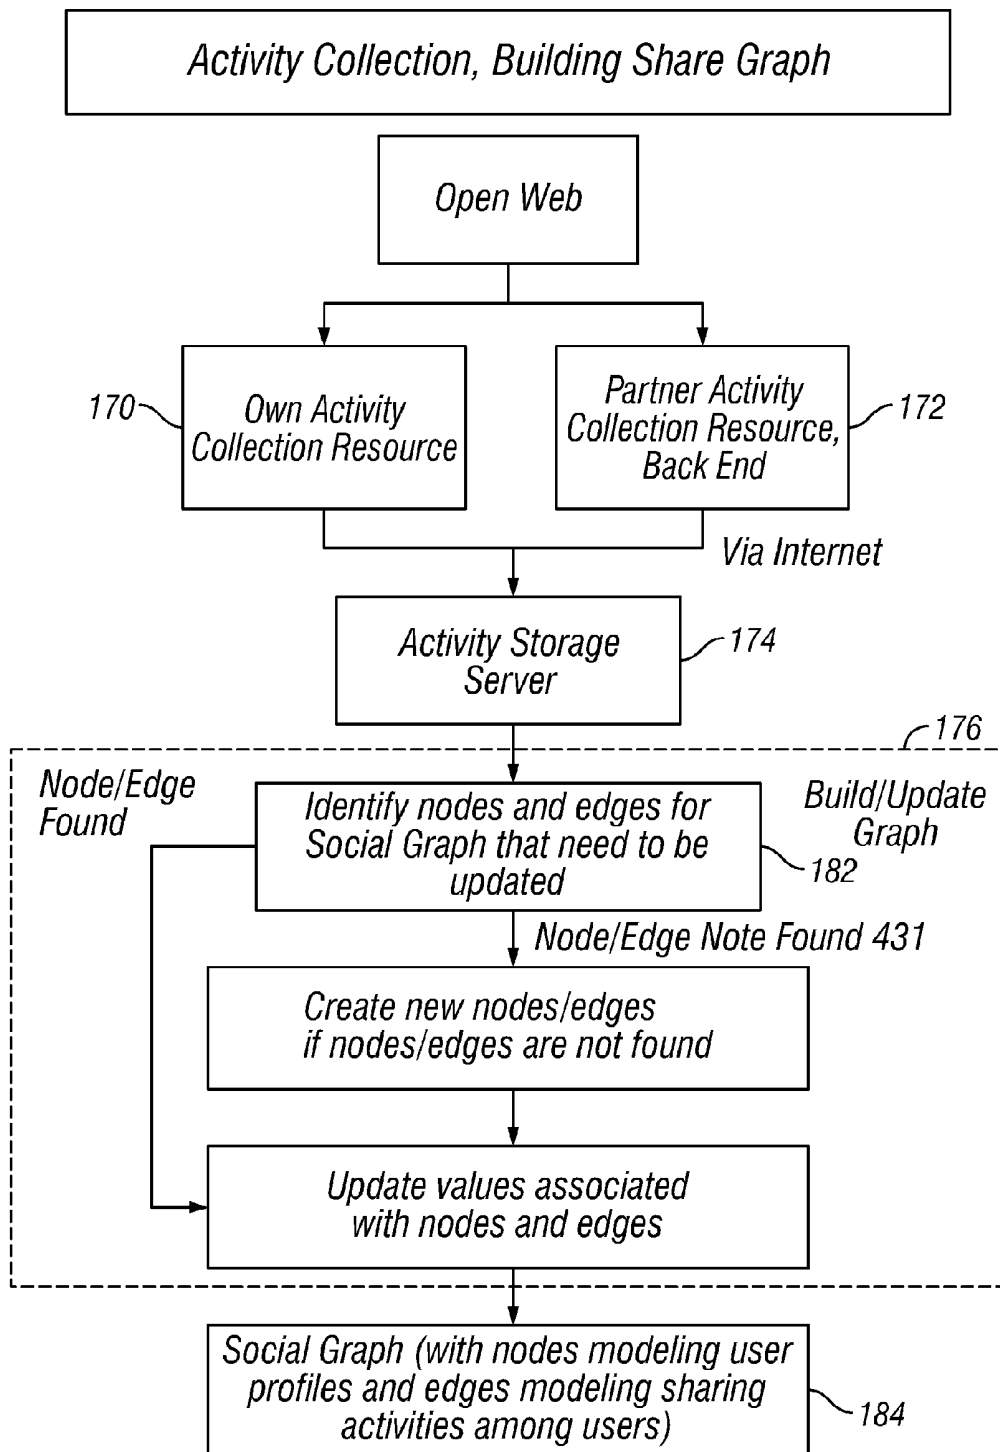 Activity Collection, Building Share Graph
Open Web
170
Own Activity
Collection Resource
Partner Activity
Collection Resource,
Back End
172
Via Internet
Activity Storage
Server
174
176
Node/Edge
Found
Identify nodes and edges for
Social Graph that need to be
updated
Build/Update
Graph
182
Node/Edge Note Found 431
Create new nodes/edges
if nodes/edges are not found
Update values associated
with nodes and edges
Social Graph (with nodes modeling user
profiles and edges modeling sharing
activities among users)
184